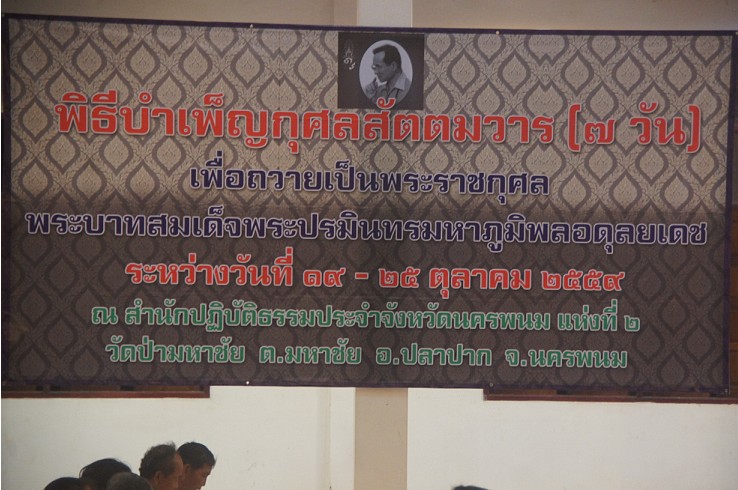 พิธีบำเพ็ญกุศลสัตตมวาร (๗ วัน)
เพื่อถวายเป็นพระราชกุศล
พระบาทสมเด็จพระปรมินทรมหาภูมิพลอดุลยเดช
ระหว่างวันที่ ๑๙ - ๒๕ ตุลาคม ๒๕๕๙
ณ สำนักปฏิบัติธรรมประจำจังหวัดนครพนม แห่งที่ ๒
วัดป่ามหาชัย ต.มหาชัย อ.ปลาปาก จ.นครพนม